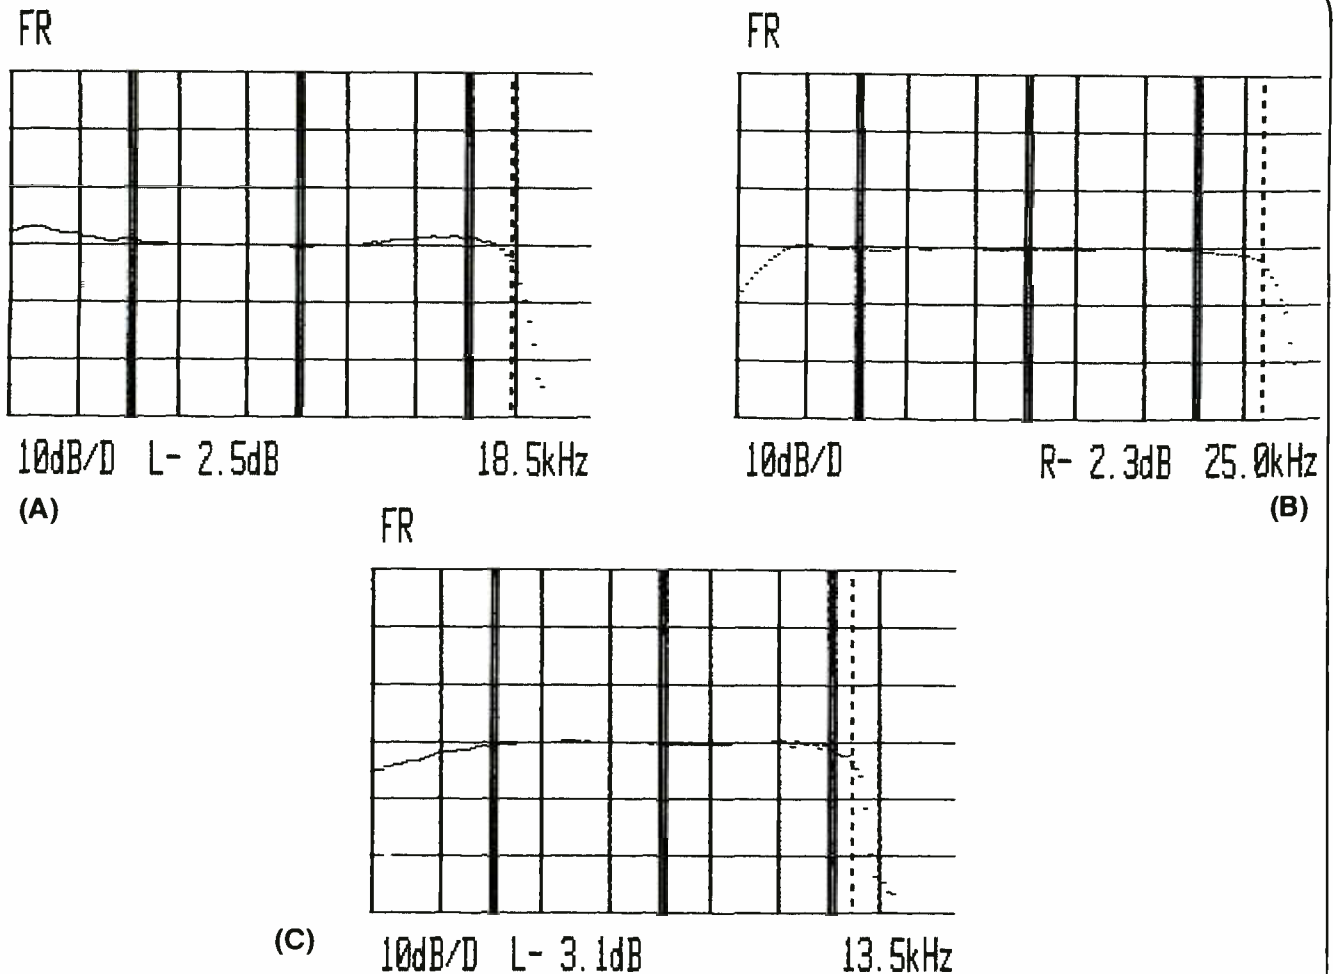 FR
10dB/D L- 2.5dB 18.5kHz
(A)
FR
10dB/D R- 2.3dB 25.0kHz
(B)
FR
10dB/D L- 3.1dB 13.5kHz
(C)